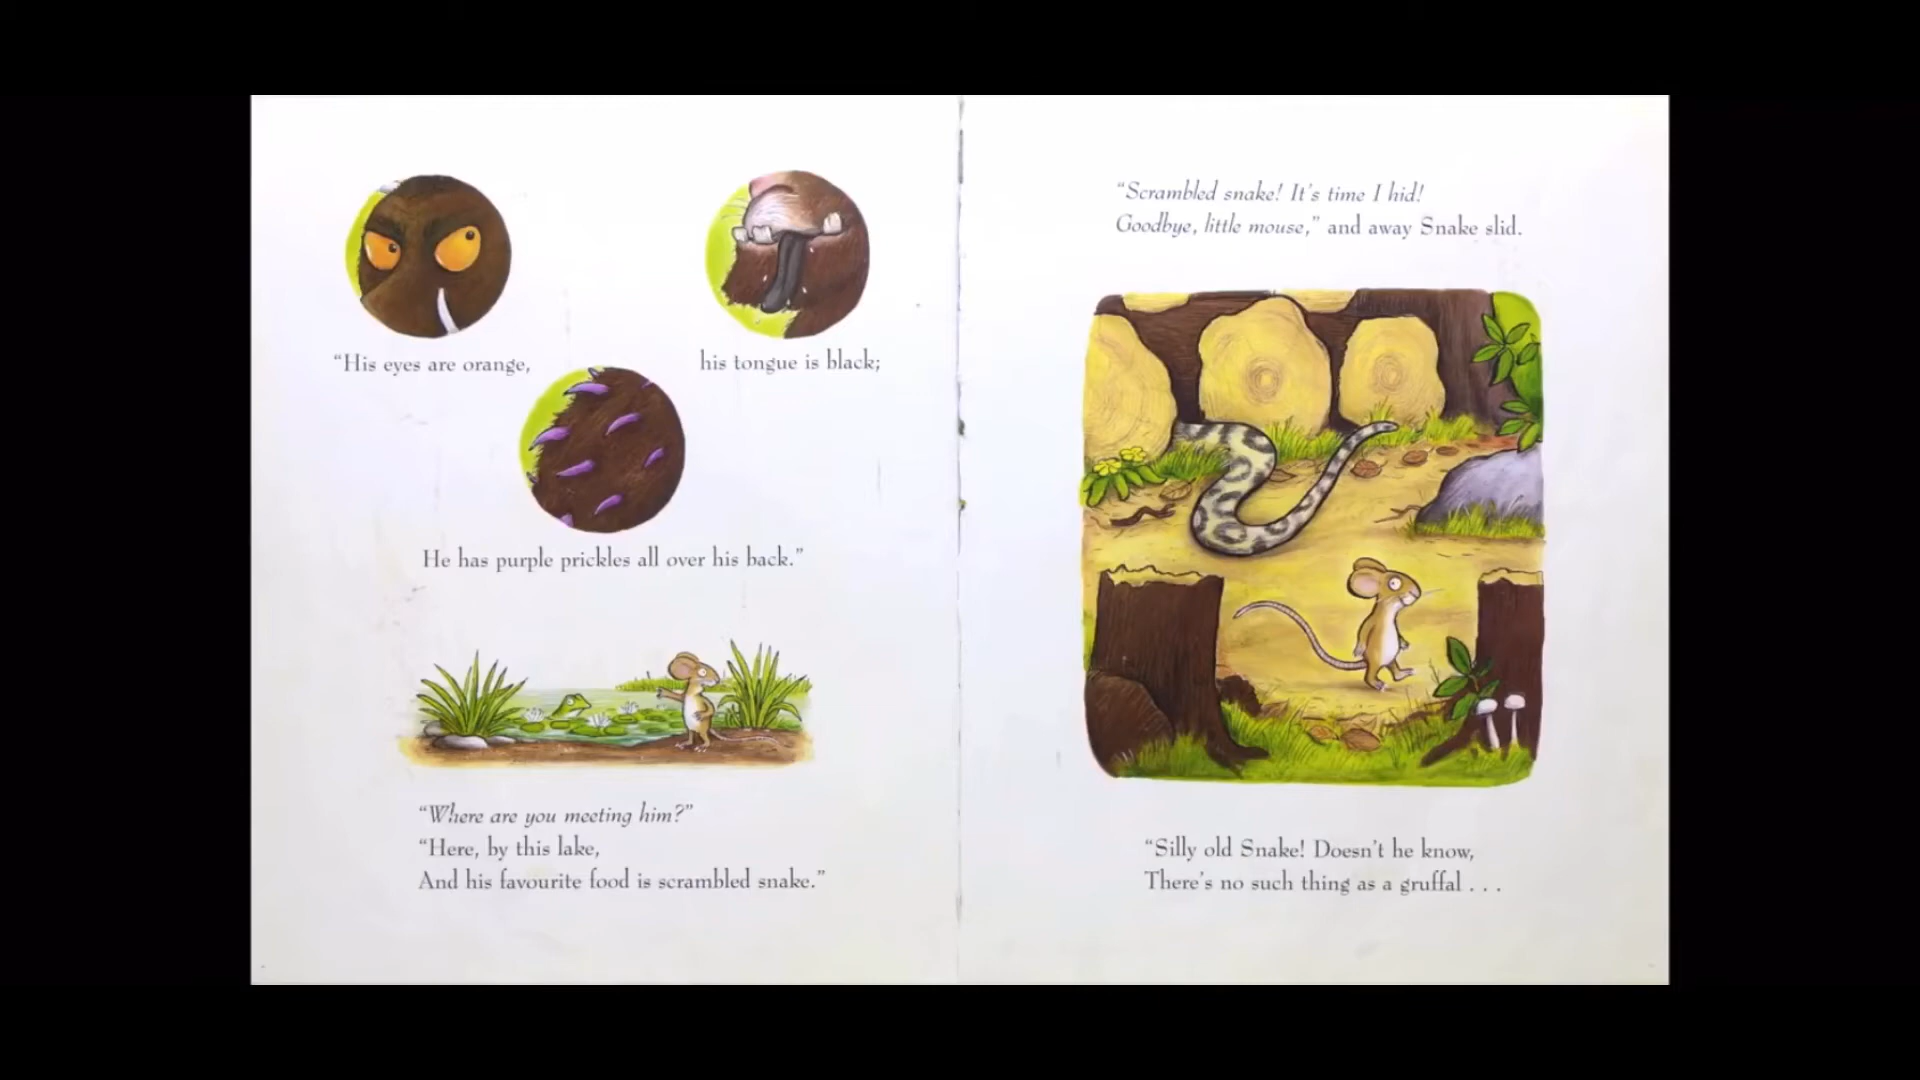 “His eyes are orange,
his tongue is black;
He has purple prickles all over his back.”
“Where are you meeting him?”
“Here, by this lake,
And his favourite food is scrambled snake.”
“Scrambled snake! It’s time I hid!
Goodbye, little mouse,” and away Snake slid.
“Silly old Snake! Doesn’t he know,
There’s no such thing as a gruffal . . .